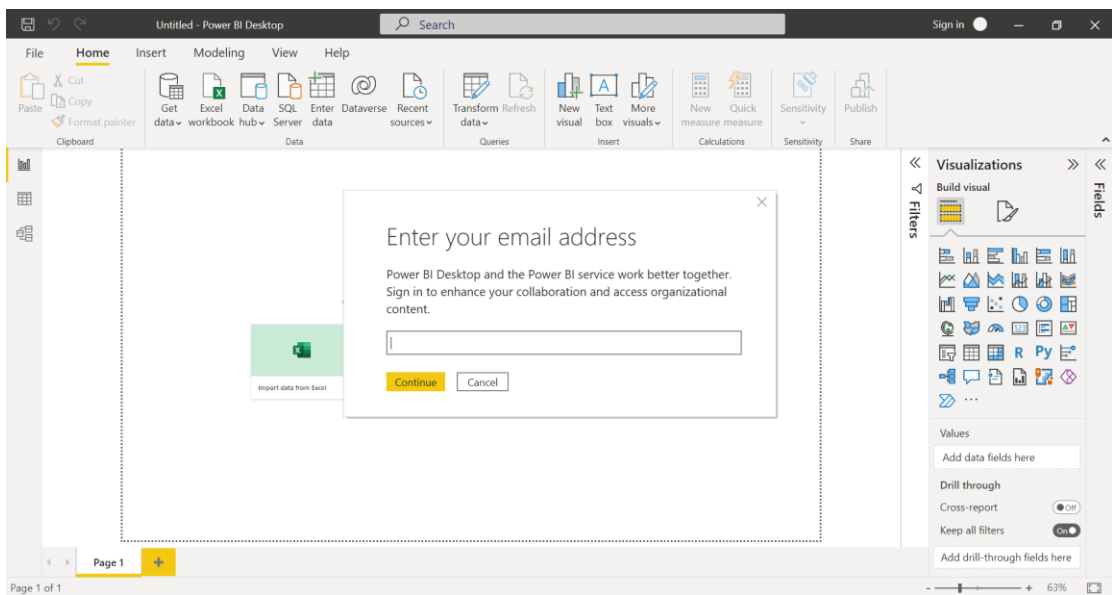 Untitled - Power BI Desktop
Search
Sign in
File Home Insert Modeling View Help
Paste
Cut
Copy
Format painter
Clipboard
Get data
Excel workbook
Data hub
SQL Server
Enter data
Dataverse
Recent sources
Data
Transform data
Refresh
Queries
New visual
Text box
More visuals
Insert
New measure
Quick measure
Calculations
Sensitivity
Sensitivity
Publish
Share
Enter your email address
Power BI Desktop and the Power BI service work better together.
Sign in to enhance your collaboration and access organizational
content.
Continue
Cancel
Import data from Excel
Filters
Visualizations
Build visual
123
R
Py
Values
Add data fields here
Drill through
Cross-report
Off
Keep all filters
On
Add drill-through fields here
Fields
Page 1
Page 1 of 1
63%